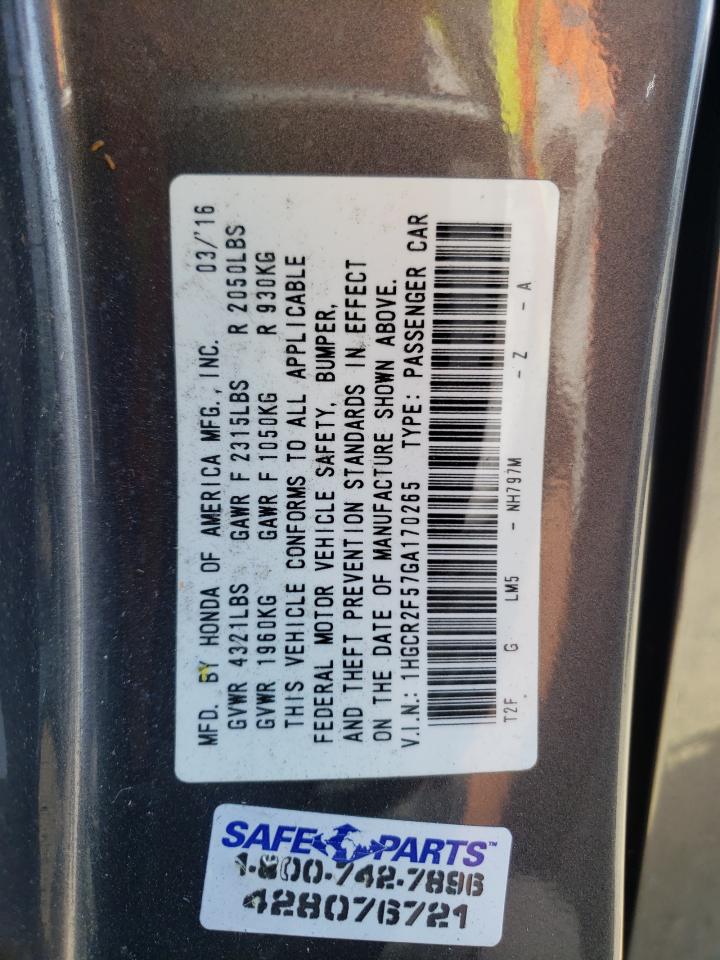 MFD. BY HONDA OF AMERICA MFG., INC. 03/'16
GVWR 4321LBS GAWR F 2315LBS R 2050LBS
GVWR 1960KG GAWR F 1050KG R 930KG
THIS VEHICLE CONFORMS TO ALL APPLICABLE
FEDERAL MOTOR VEHICLE SAFETY, BUMPER,
AND THEFT PREVENTION STANDARDS IN EFFECT
ON THE DATE OF MANUFACTURE SHOWN ABOVE.
V.I.N.: 1HGCR2F57GA170265 TYPE: PASSENGER CAR
T2F. G LM5 - NH797M - Z - A
SAFE PARTS™
1-800-742-7896
428076721